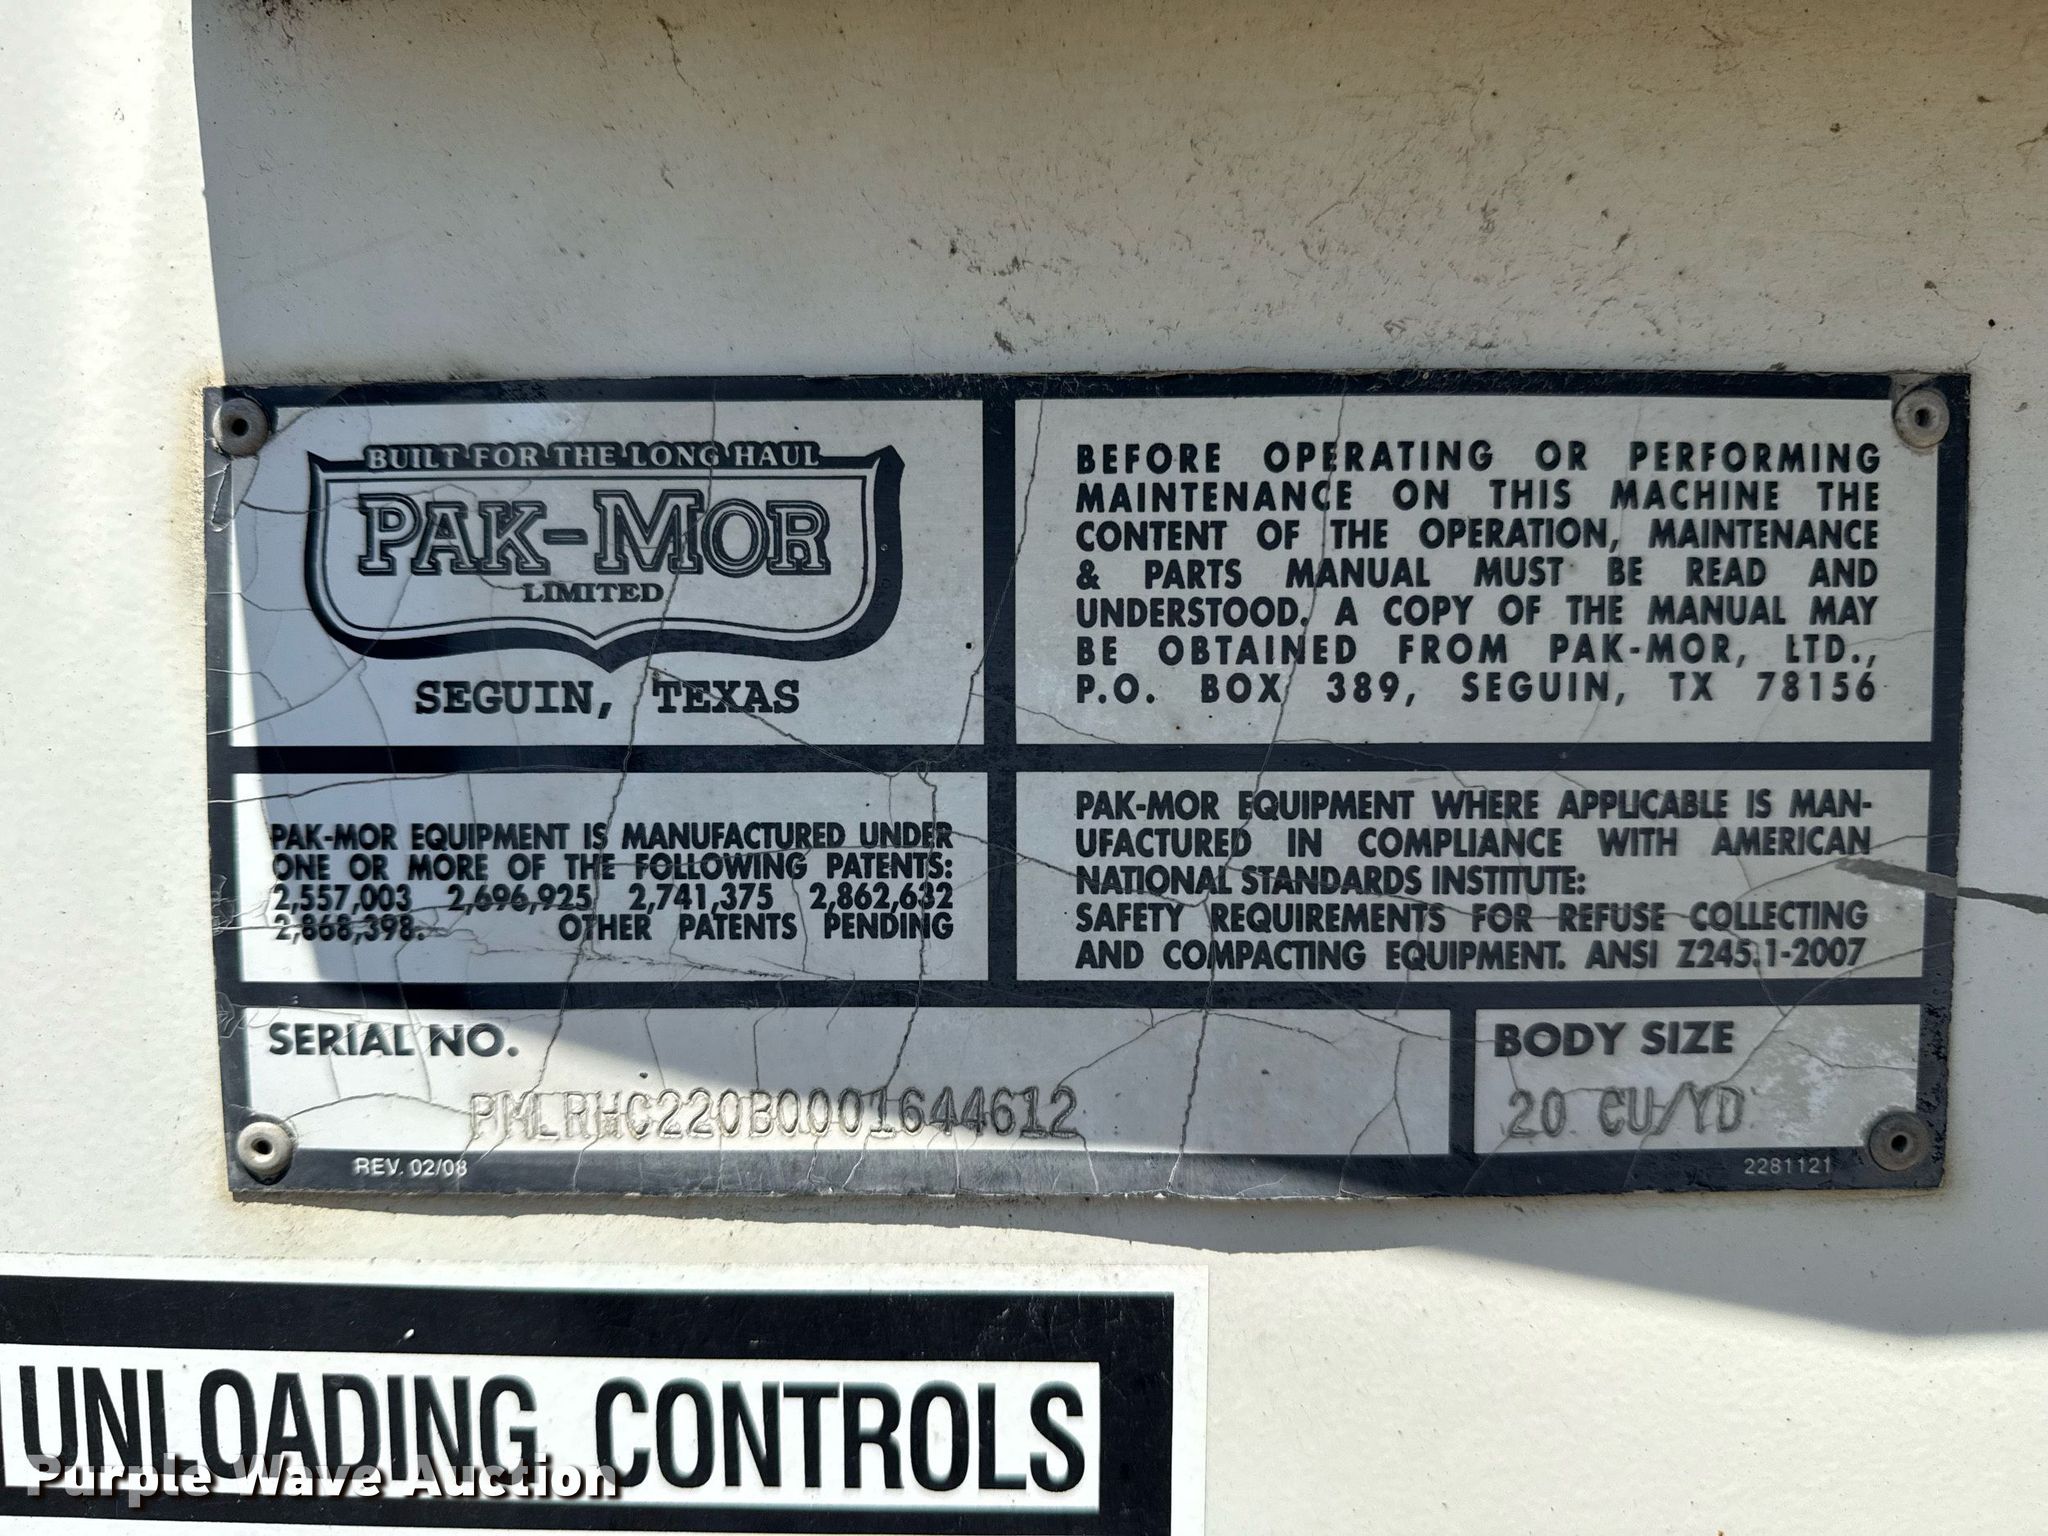 BUILT FOR THE LONG HAUL
PAK-MOR
LIMITED
SEGUIN, TEXAS
BEFORE OPERATING OR PERFORMING
MAINTENANCE ON THIS MACHINE THE
CONTENT OF THE OPERATION, MAINTENANCE
& PARTS MANUAL MUST BE READ AND
UNDERSTOOD. A COPY OF THE MANUAL MAY
BE OBTAINED FROM PAK-MOR, LTD.,
P.O. BOX 389, SEGUIN, TX 78156
PAK-MOR EQUIPMENT IS MANUFACTURED UNDER
ONE OR MORE OF THE FOLLOWING PATENTS:
2,557,003 2,696,925 2,741,375 2,862,632
2,868,398. OTHER PATENTS PENDING
PAK-MOR EQUIPMENT WHERE APPLICABLE IS MAN-
UFACTURED IN COMPLIANCE WITH AMERICAN
NATIONAL STANDARDS INSTITUTE:
SAFETY REQUIREMENTS FOR REFUSE COLLECTING
AND COMPACTING EQUIPMENT. ANSI Z245.1-2007
SERIAL NO.
PMLRHC220B0001644612
REV. 02/08
BODY SIZE
20 CU/YD
2281121
UNLOADING CONTROLS
Purple Wave Auction